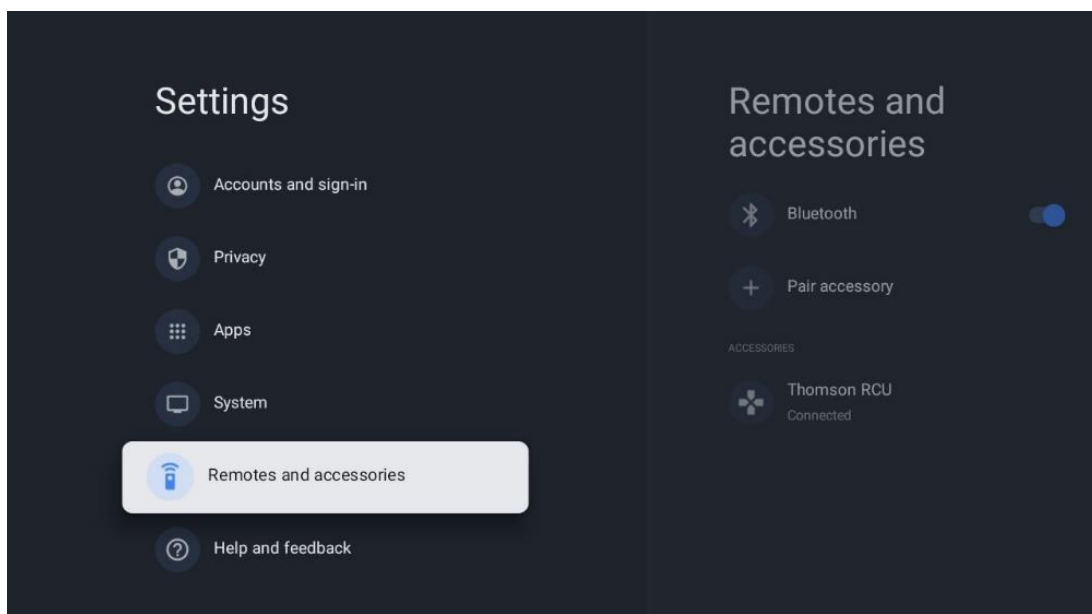 Settings
Accounts and sign-in
Privacy
Apps
System
Remotes and accessories
Help and feedback
Remotes and
accessories
Bluetooth
Pair accessory
ACCESSORIES
Thomson RCU
Connected